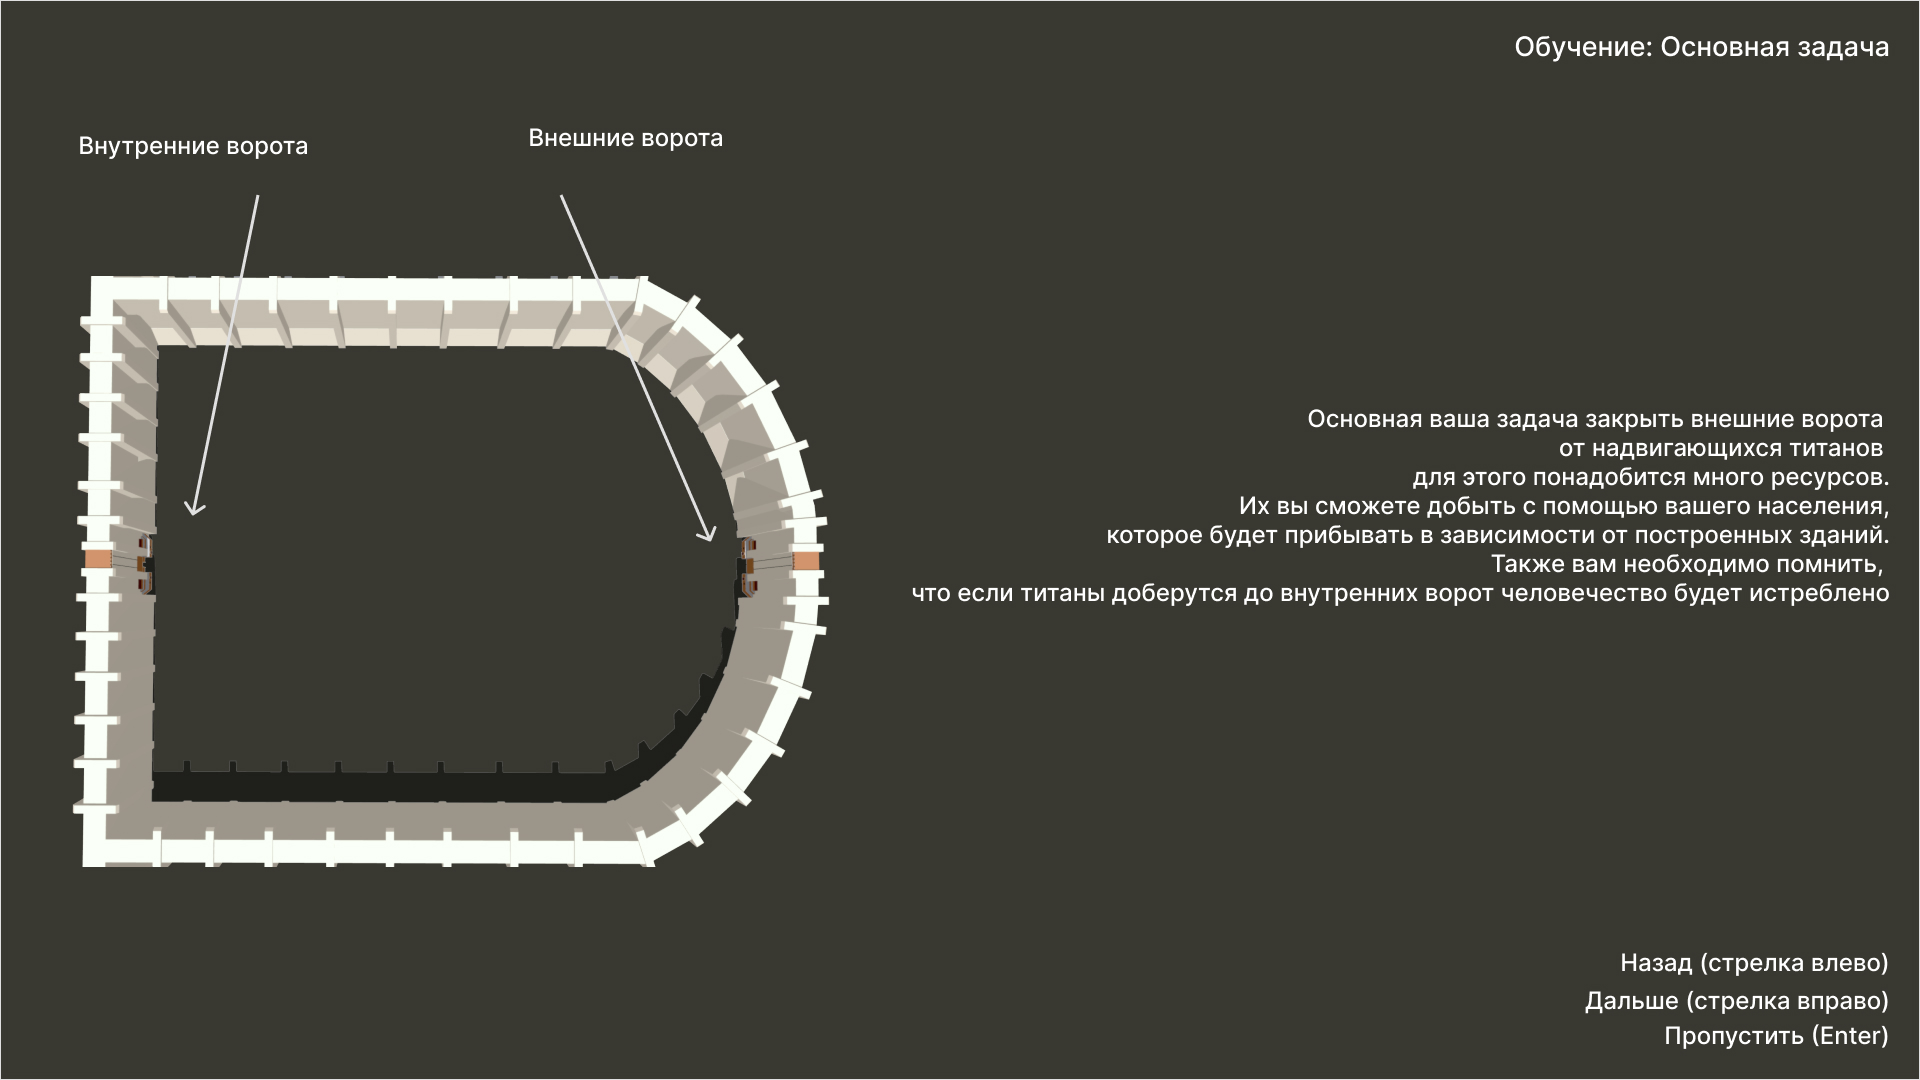 Обучение: Основная задача
Внутренние ворота
Внешние ворота
Основная ваша задача закрыть внешние ворота
от надвигающихся титанов
для этого понадобится много ресурсов.
Их вы сможете добыть с помощью вашего населения,
которое будет прибывать в зависимости от построенных зданий.
Также вам необходимо помнить,
что если титаны доберутся до внутренних ворот человечество будет истреблено
Назад (стрелка влево)
Дальше (стрелка вправо)
Пропустить (Enter)